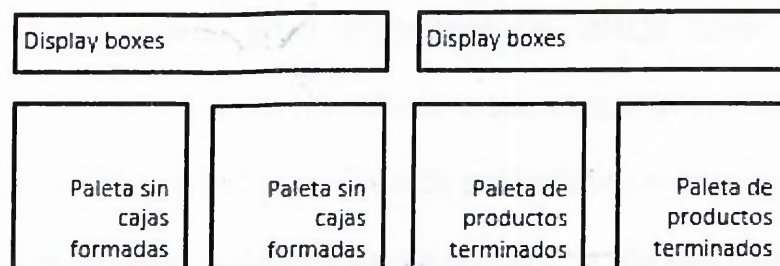 Display boxes
Display boxes
Paleta sin
cajas
formadas
Paleta sin
cajas
formadas
Paleta de
productos
terminados
Paleta de
productos
terminados